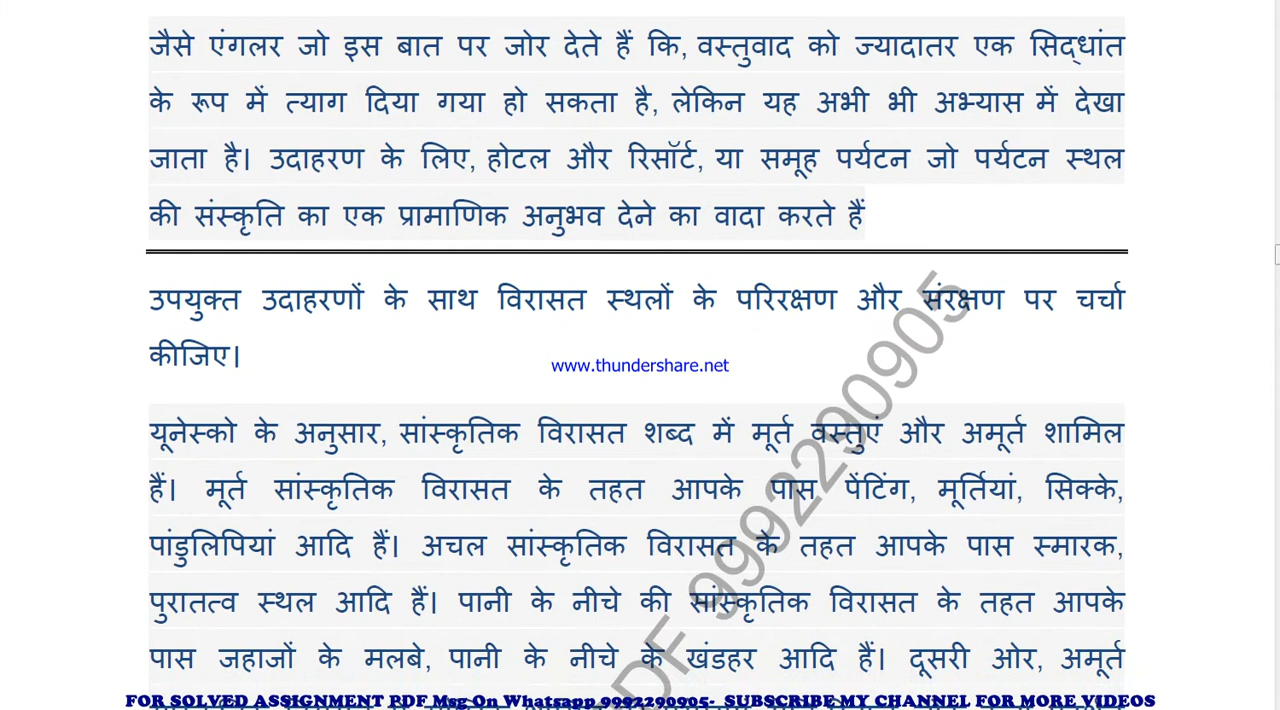 जैसे एंगलर जो इस बात पर जोर देते हैं कि, वस्तुवाद को ज्यादातर एक सिद्धांत
के रूप में त्याग दिया गया हो सकता है, लेकिन यह अभी भी अभ्यास में देखा
जाता है। उदाहरण के लिए, होटल और रिसॉर्ट, या समूह पर्यटन जो पर्यटन स्थल
की संस्कृति का एक प्रामाणिक अनुभव देने का वादा करते हैं
उपयुक्त उदाहरणों के साथ विरासत स्थलों के परिरक्षण और संरक्षण पर चर्चा
कीजिए।
www.thundershare.net
यूनेस्को के अनुसार, सांस्कृतिक विरासत शब्द में मूर्त वस्तुएं और अमूर्त शामिल
हैं। मूर्त सांस्कृतिक विरासत के तहत आपके पास पेंटिंग, मूर्तियां, सिक्के,
पांडुलिपियां आदि हैं। अचल सांस्कृतिक विरासत के तहत आपके पास स्मारक,
पुरातत्व स्थल आदि हैं। पानी के नीचे की सांस्कृतिक विरासत के तहत आपके
पास जहाजों के मलबे, पानी के नीचे के खंडहर आदि हैं। दूसरी ओर, अमूर्त
DF 9992290905
FOR SOLVED ASSIGNMENT PDF Msg On Whatsapp 9992290905- SUBSCRIBE MY CHANNEL FOR MORE VIDEOS